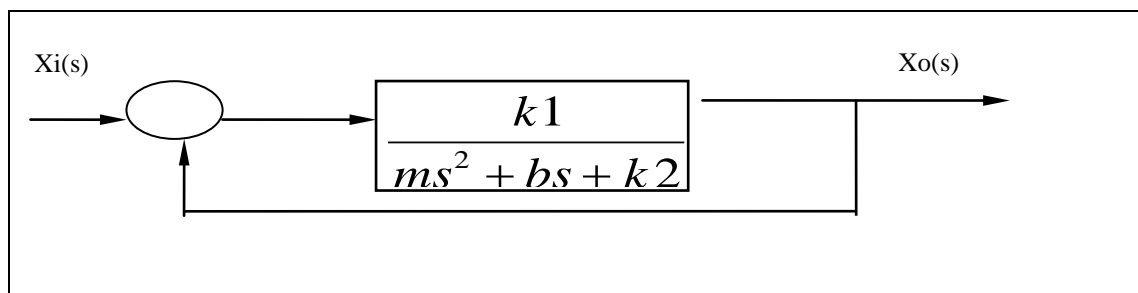 Xi(s) Xo(s)
k1
ms² + bs + k2